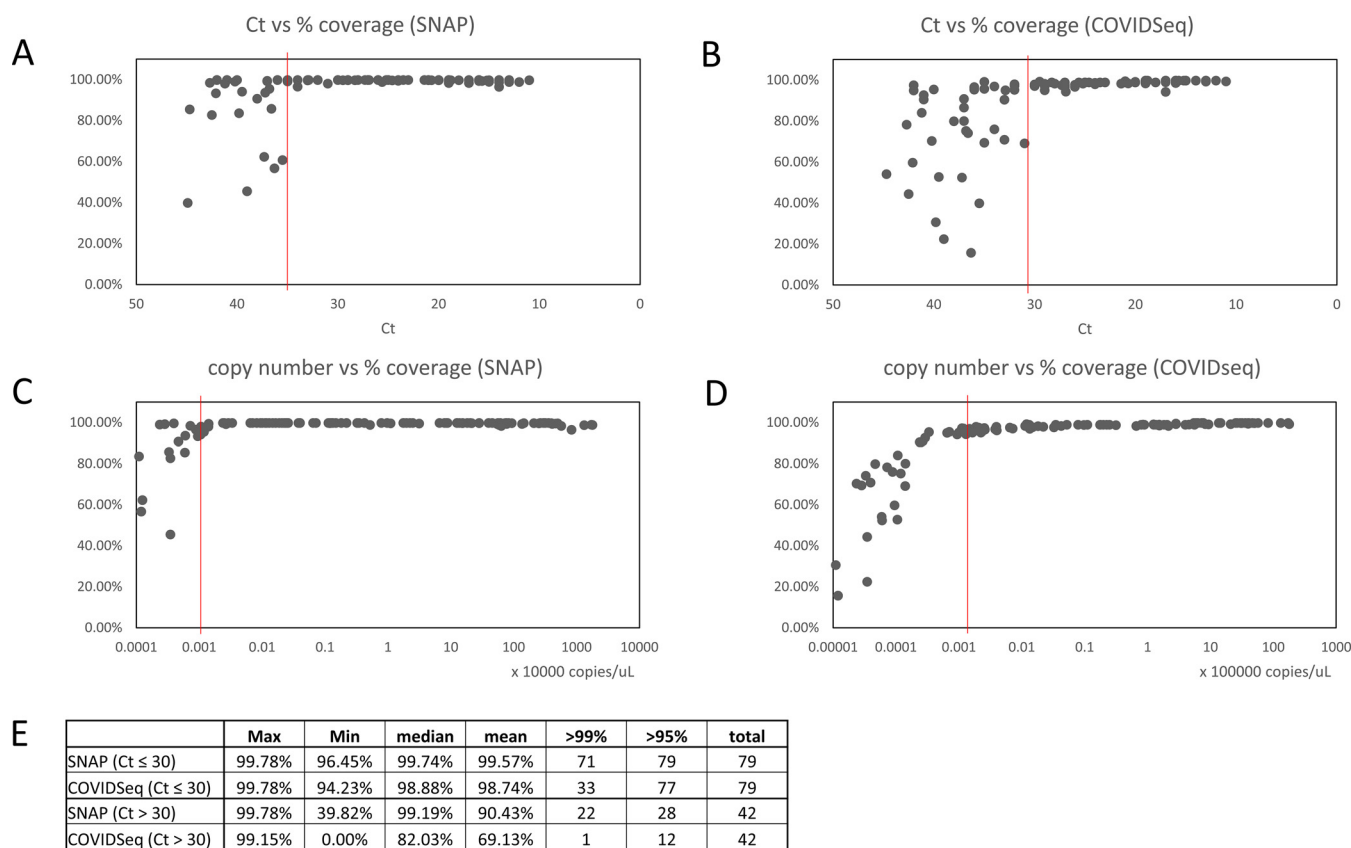 A
Ct vs % coverage (SNAP)
100.00%
80.00%
60.00%
40.00%
20.00%
0.00%
50 40 30 20 10 0
Ct
B
Ct vs % coverage (COVIDSeq)
100.00%
80.00%
60.00%
40.00%
20.00%
0.00%
50 40 30 20 10 0
Ct
C
copy number vs % coverage (SNAP)
100.00%
80.00%
60.00%
40.00%
20.00%
0.00%
0.0001 0.001 0.01 0.1 1 10 100 1000 10000
x 10000 copies/uL
D
copy number vs % coverage (COVIDseq)
100.00%
80.00%
60.00%
40.00%
20.00%
0.00%
0.00001 0.0001 0.001 0.01 0.1 1 10 100 1000
x 100000 copies/uL
E
Max Min median mean >99% >95% total
SNAP (Ct ≤ 30) 99.78% 96.45% 99.74% 99.57% 71 79 79
COVIDSeq (Ct ≤ 30) 99.78% 94.23% 98.88% 98.74% 33 77 79
SNAP (Ct > 30) 99.78% 39.82% 99.19% 90.43% 22 28 42
COVIDSeq (Ct > 30) 99.15% 0.00% 82.03% 69.13% 1 12 42